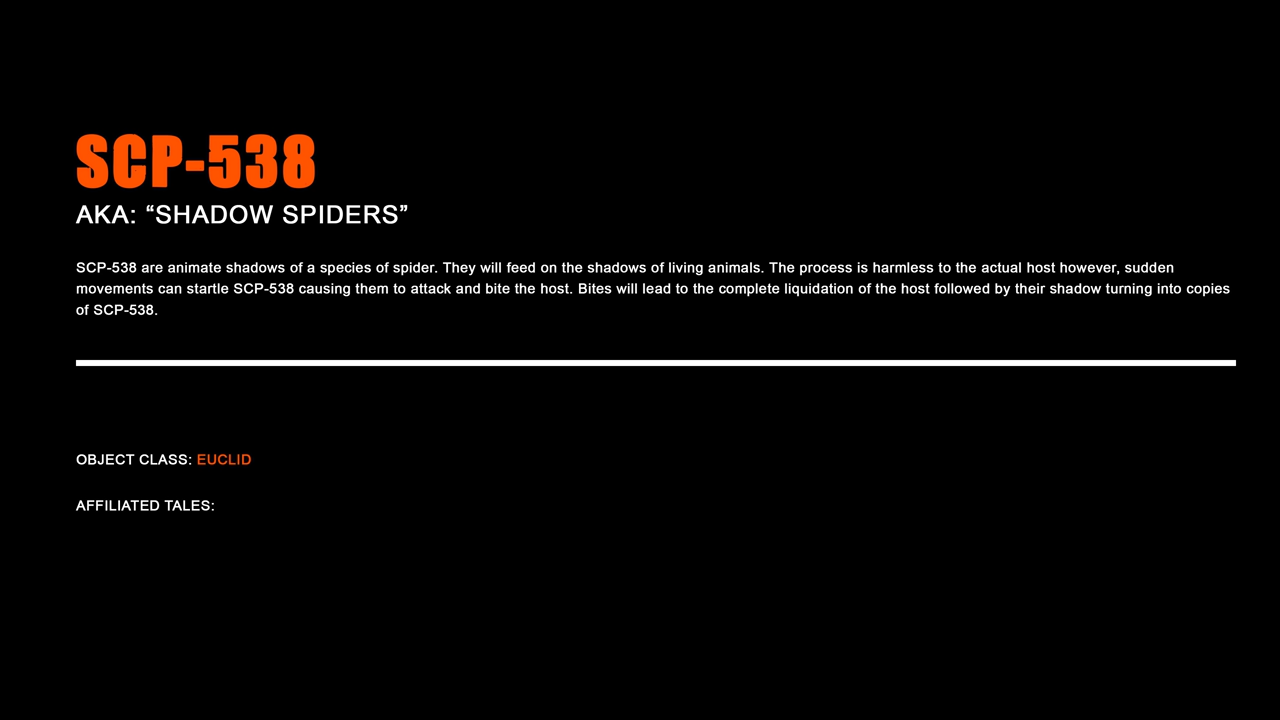 SCP-538
AKA: “SHADOW SPIDERS”
SCP-538 are animate shadows of a species of spider. They will feed on the shadows of living animals. The process is harmless to the actual host however, sudden
movements can startle SCP-538 causing them to attack and bite the host. Bites will lead to the complete liquidation of the host followed by their shadow turning into copies
of SCP-538.
OBJECT CLASS: EUCLID
AFFILIATED TALES: